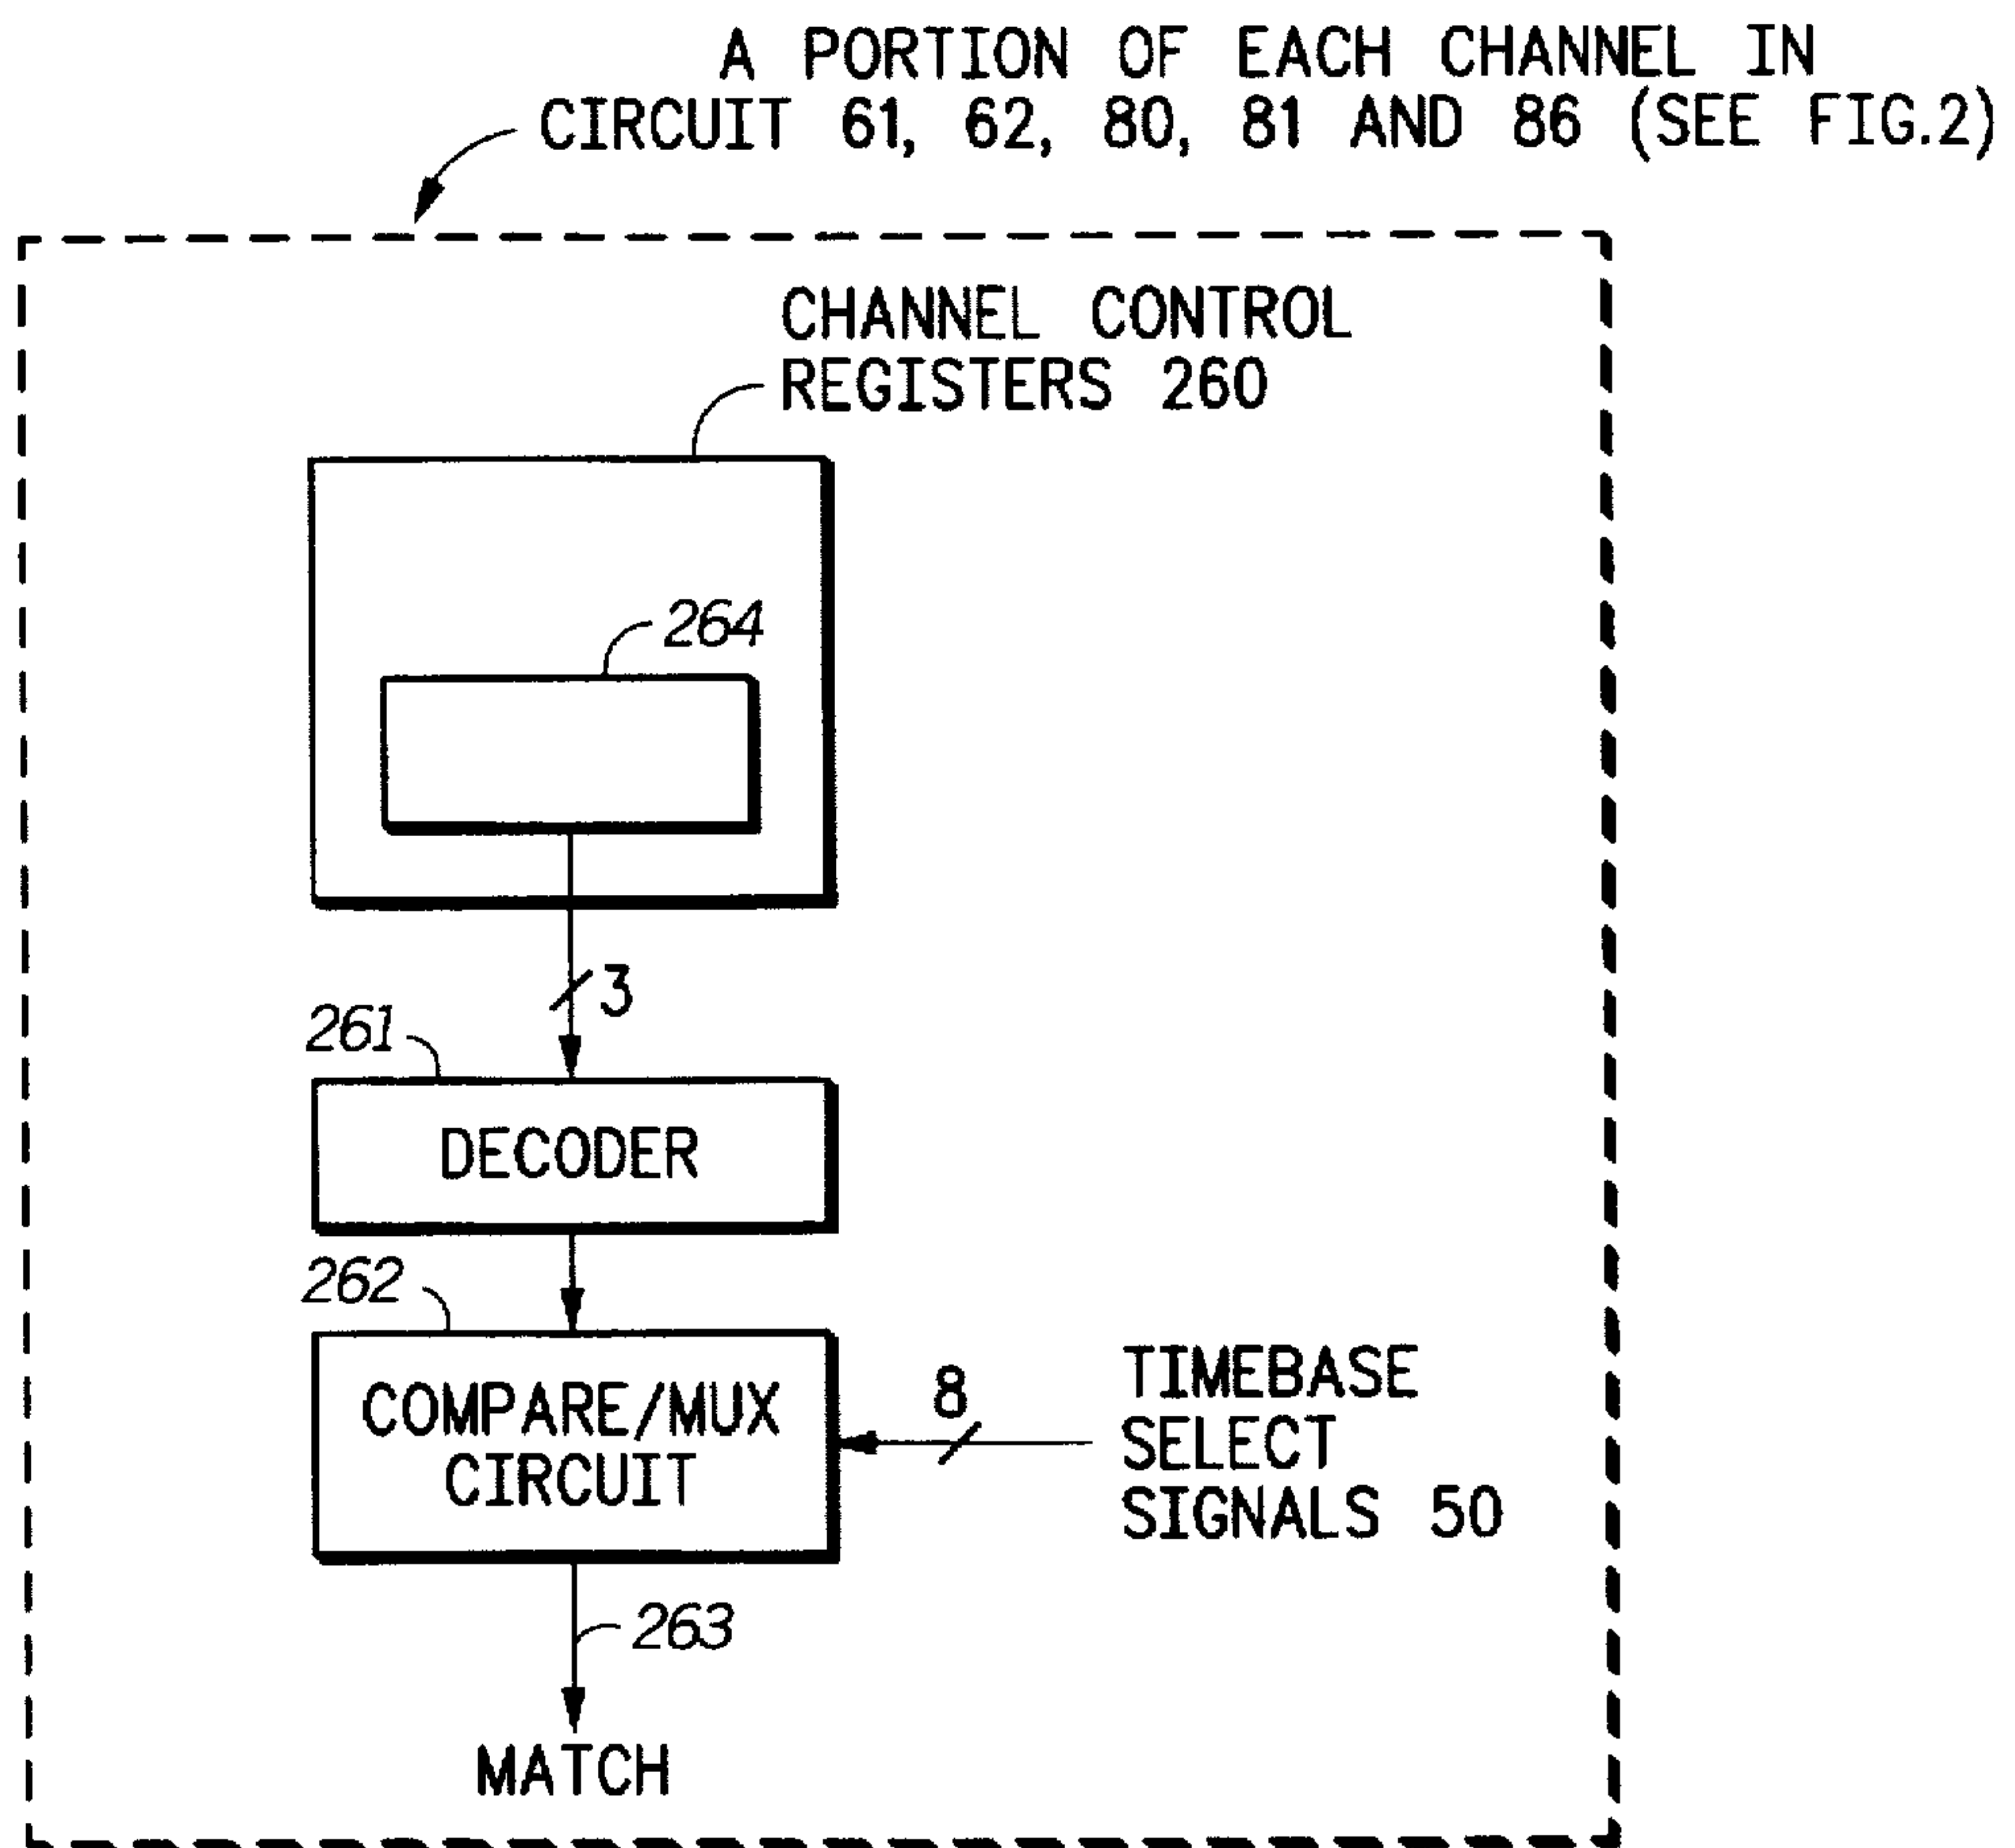 A PORTION OF EACH CHANNEL IN
CIRCUIT 61, 62, 80, 81 AND 86 (SEE FIG.2)
CHANNEL CONTROL
REGISTERS 260
264
3
261
DECODER
262
COMPARE/MUX
CIRCUIT
8
TIMEBASE
SELECT
SIGNALS 50
263
MATCH